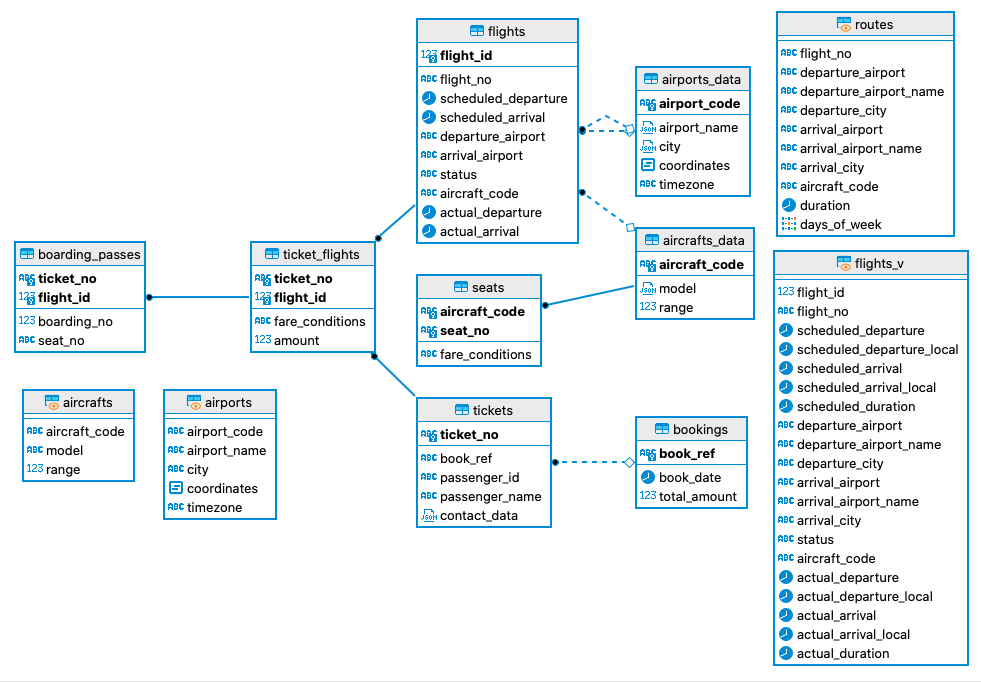 flights
flight_id
flight_no
scheduled_departure
scheduled_arrival
departure_airport
arrival_airport
status
aircraft_code
actual_departure
actual_arrival
airports_data
airport_code
airport_name
city
coordinates
timezone
routes
flight_no
departure_airport
departure_airport_name
departure_city
arrival_airport
arrival_airport_name
arrival_city
aircraft_code
duration
days_of_week
boarding_passes
ticket_no
flight_id
boarding_no
seat_no
ticket_flights
ticket_no
flight_id
fare_conditions
amount
seats
aircraft_code
seat_no
fare_conditions
aircrafts_data
aircraft_code
model
range
flights_v
flight_id
flight_no
scheduled_departure
scheduled_departure_local
scheduled_arrival
scheduled_arrival_local
scheduled_duration
departure_airport
departure_airport_name
departure_city
arrival_airport
arrival_airport_name
arrival_city
status
aircraft_code
actual_departure
actual_departure_local
actual_arrival
actual_arrival_local
actual_duration
aircrafts
aircraft_code
model
range
airports
airport_code
airport_name
city
coordinates
timezone
tickets
ticket_no
book_ref
passenger_id
passenger_name
contact_data
bookings
book_ref
book_date
total_amount